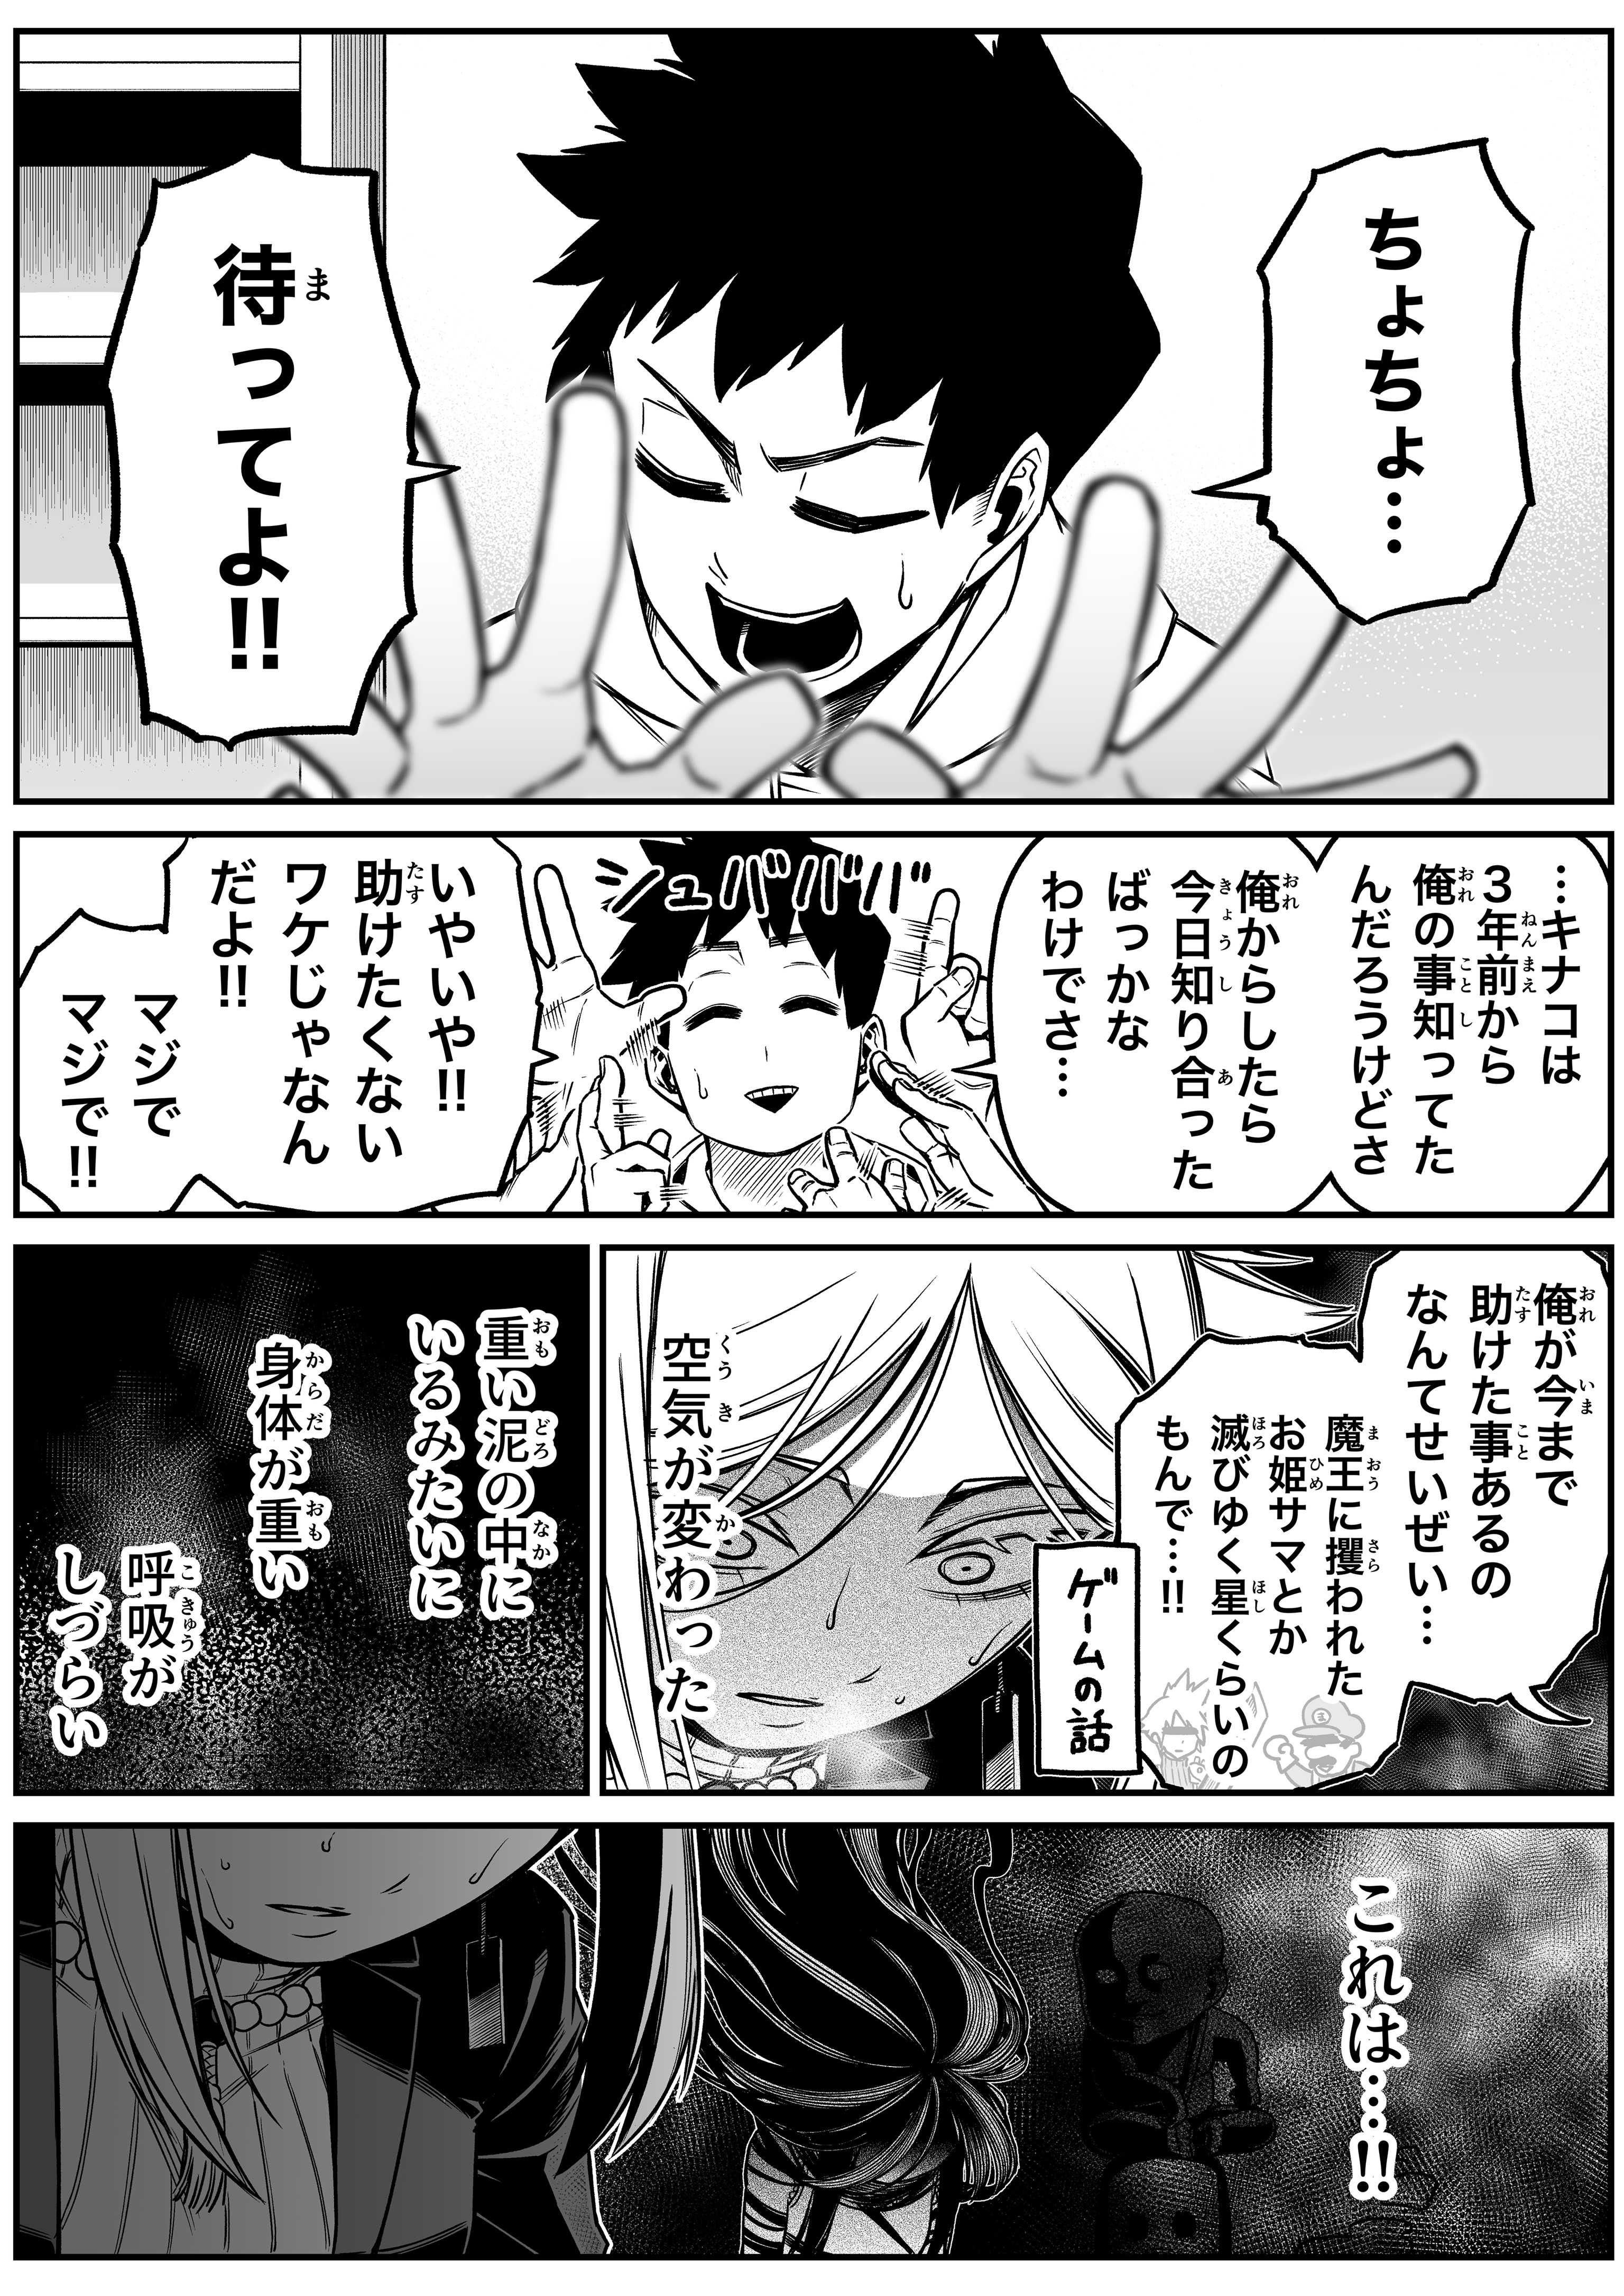 ちょちょ…
待ってよ!!
…キナコは
3年前から
俺の事知ってた
んだろうけどさ
俺からしたら
今日知り合った
ばっかな
わけでさ…
シュババババ
いやいや!!
助けたくない
ワケじゃなん
だよ!!
マジで
マジで!!
俺が今まで
助けた事あるの
なんてせいぜい…
魔王に攫われた
お姫サマとか
滅びゆく星くらいの
もんで…!!
ゲームの話
空気が変わった
重い泥の中に
いるみたいに
身体が重い
呼吸が
しづらい
これは…!!